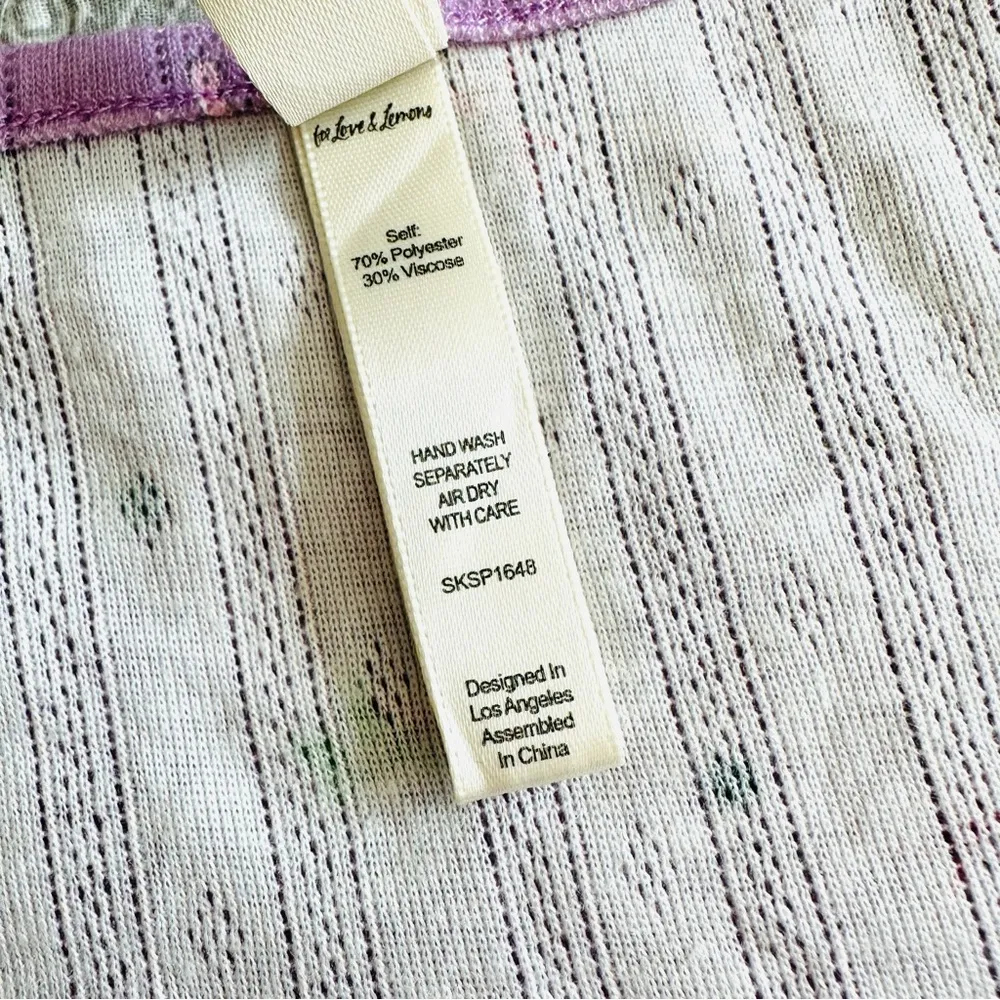 for Love & Lemons
Self:
70% Polyester
30% Viscose
HAND WASH
SEPARATELY
AIR DRY
WITH CARE
SKSP1648
Designed In
Los Angeles
Assembled
In China